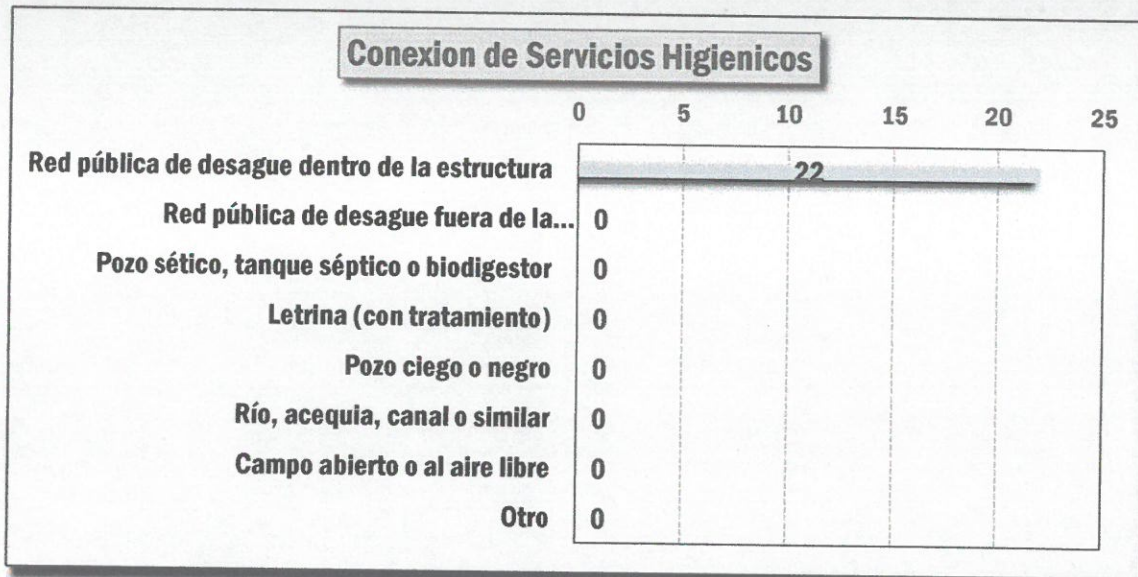 Conexion de Servicios Higienicos
0 5 10 15 20 25
Red pública de desague dentro de la estructura 22
Red pública de desague fuera de la... 0
Pozo sético, tanque séptico o biodigestor 0
Letrina (con tratamiento) 0
Pozo ciego o negro 0
Río, acequia, canal o similar 0
Campo abierto o al aire libre 0
Otro 0